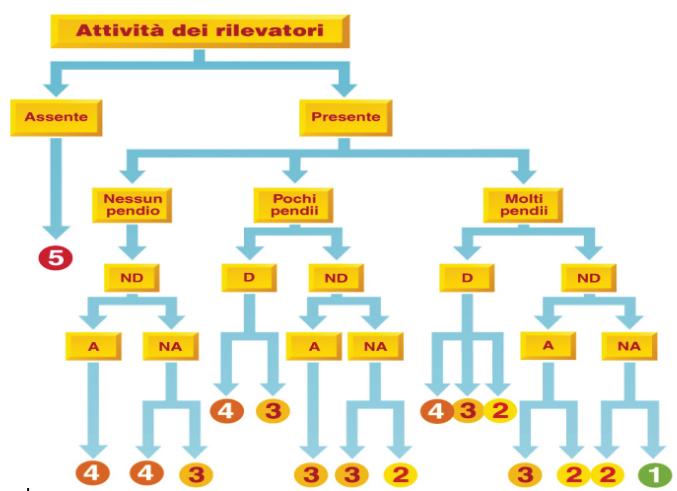 Attività dei rilevatori
Assente
Presente
Nessun
pendio
Pochi
pendii
Molti
pendii
5
ND
D
ND
D
ND
A
NA
A
NA
A
NA
4
3
4
3
2
4
4
3
3
3
2
3
2
2
1